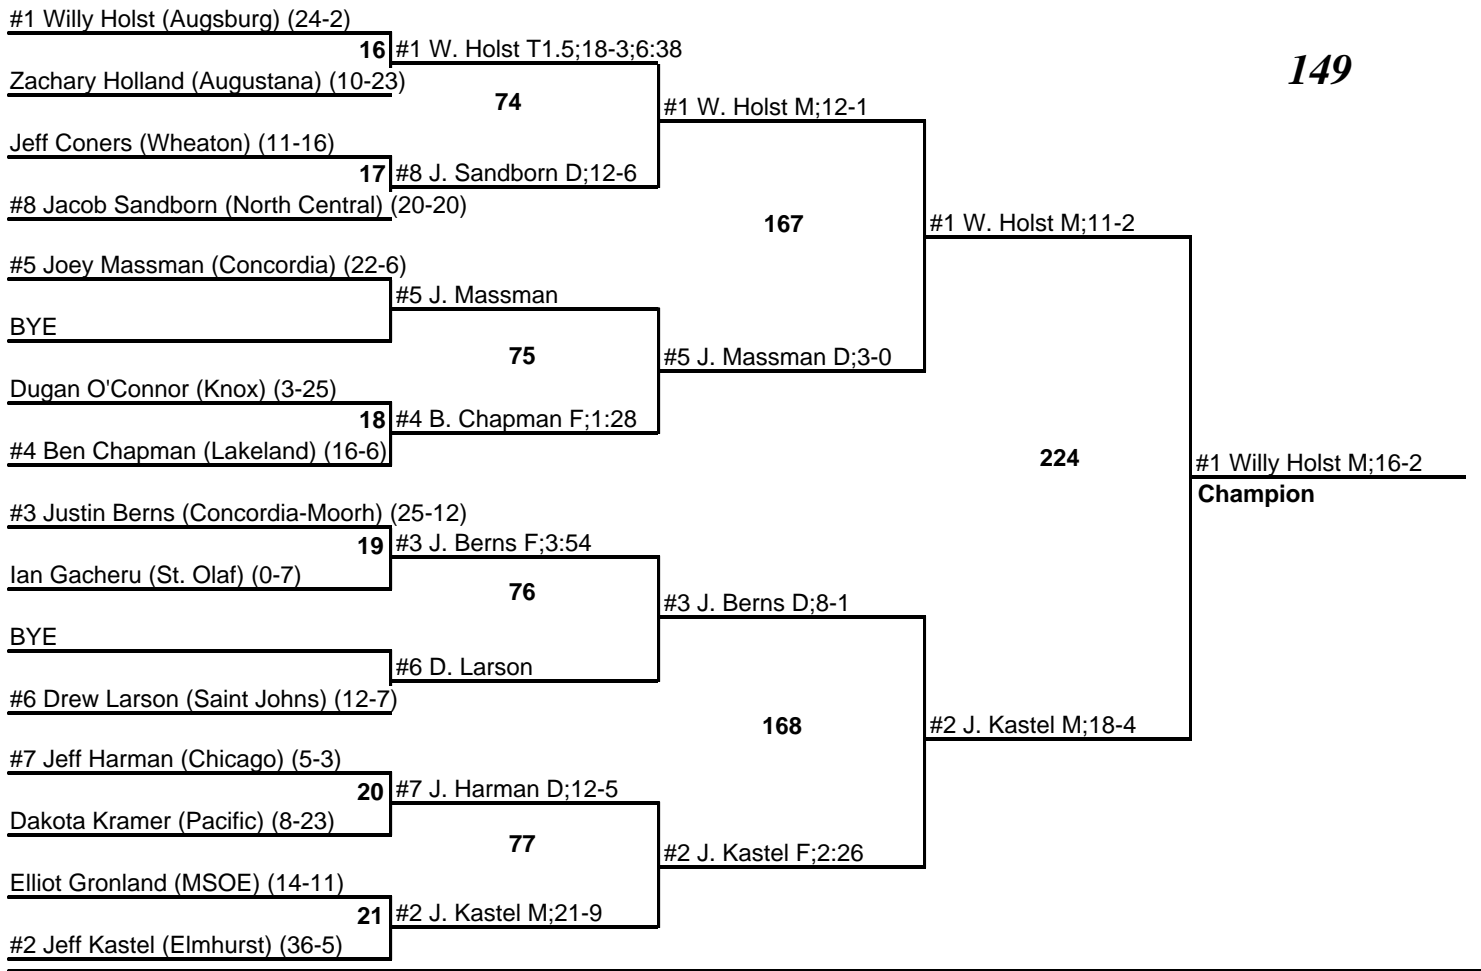 #1 Willy Holst (Augsburg) (24-2)
16 #1 W. Holst T1.5;18-3;6:38
149
Zachary Holland (Augustana) (10-23)
74
#1 W. Holst M;12-1
Jeff Coners (Wheaton) (11-16)
17 #8 J. Sandborn D;12-6
#8 Jacob Sandborn (North Central) (20-20)
167
#1 W. Holst M;11-2
#5 Joey Massman (Concordia) (22-6)
#5 J. Massman
BYE
75
#5 J. Massman D;3-0
Dugan O'Connor (Knox) (3-25)
18 #4 B. Chapman F;1:28
#4 Ben Chapman (Lakeland) (16-6)
224
#1 Willy Holst M;16-2
Champion
#3 Justin Berns (Concordia-Moorh) (25-12)
19 #3 J. Berns F;3:54
Ian Gacheru (St. Olaf) (0-7)
76
#3 J. Berns D;8-1
BYE
#6 D. Larson
#6 Drew Larson (Saint Johns) (12-7)
168
#2 J. Kastel M;18-4
#7 Jeff Harman (Chicago) (5-3)
20 #7 J. Harman D;12-5
Dakota Kramer (Pacific) (8-23)
77
#2 J. Kastel F;2:26
Elliot Gronland (MSOE) (14-11)
21 #2 J. Kastel M;21-9
#2 Jeff Kastel (Elmhurst) (36-5)